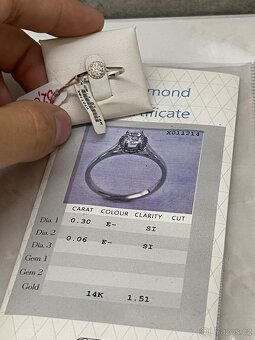 mond
icate
X011214
CARAT COLOUR CLARITY CUT
Dia. 1 0.30 E- SI
Dia. 2
Dia. 3 0.06 E- SI
Gem 1
Gem 2
Gold 14K 1.51